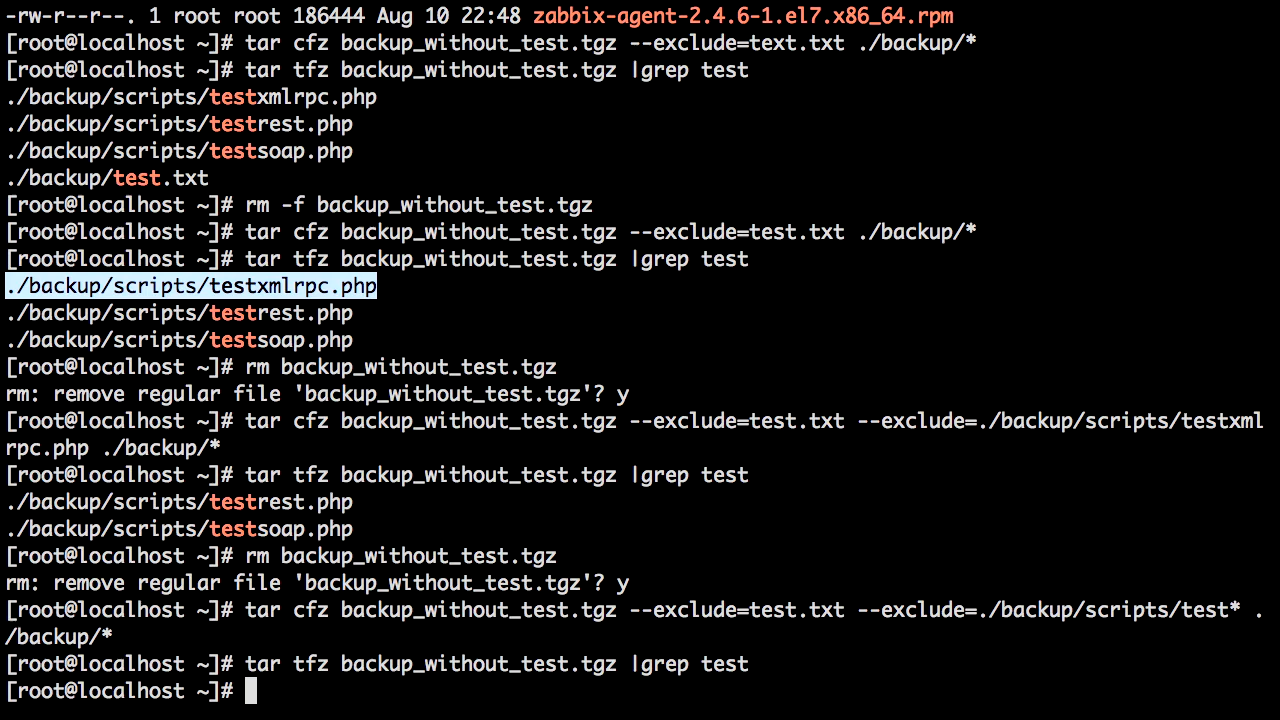 -rw-r--r--. 1 root root 186444 Aug 10 22:48 zabbix-agent-2.4.6-1.el7.x86_64.rpm
[root@localhost ~]# tar cfz backup_without_test.tgz --exclude=text.txt ./backup/*
[root@localhost ~]# tar tfz backup_without_test.tgz |grep test
./backup/scripts/testxmlrpc.php
./backup/scripts/testrest.php
./backup/scripts/testsoap.php
./backup/test.txt
[root@localhost ~]# rm -f backup_without_test.tgz
[root@localhost ~]# tar cfz backup_without_test.tgz --exclude=test.txt ./backup/*
[root@localhost ~]# tar tfz backup_without_test.tgz |grep test
./backup/scripts/testxmlrpc.php
./backup/scripts/testrest.php
./backup/scripts/testsoap.php
[root@localhost ~]# rm backup_without_test.tgz
rm: remove regular file 'backup_without_test.tgz'? y
[root@localhost ~]# tar cfz backup_without_test.tgz --exclude=test.txt --exclude=./backup/scripts/testxml
rpc.php ./backup/*
[root@localhost ~]# tar tfz backup_without_test.tgz |grep test
./backup/scripts/testrest.php
./backup/scripts/testsoap.php
[root@localhost ~]# rm backup_without_test.tgz
rm: remove regular file 'backup_without_test.tgz'? y
[root@localhost ~]# tar cfz backup_without_test.tgz --exclude=test.txt --exclude=./backup/scripts/test* .
/backup/*
[root@localhost ~]# tar tfz backup_without_test.tgz |grep test
[root@localhost ~]#